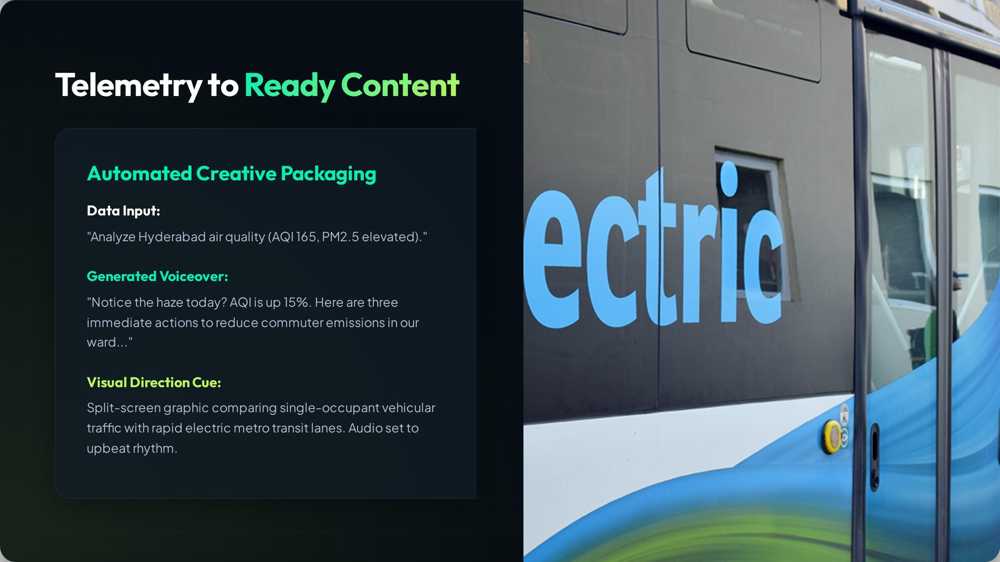 Telemetry to Ready Content
Automated Creative Packaging
Data Input:
"Analyze Hyderabad air quality (AQI 165, PM2.5 elevated)."
Generated Voiceover:
"Notice the haze today? AQI is up 15%. Here are three
immediate actions to reduce commuter emissions in our
ward..."
Visual Direction Cue:
Split-screen graphic comparing single-occupant vehicular
traffic with rapid electric metro transit lanes. Audio set to
upbeat rhythm.
ectric